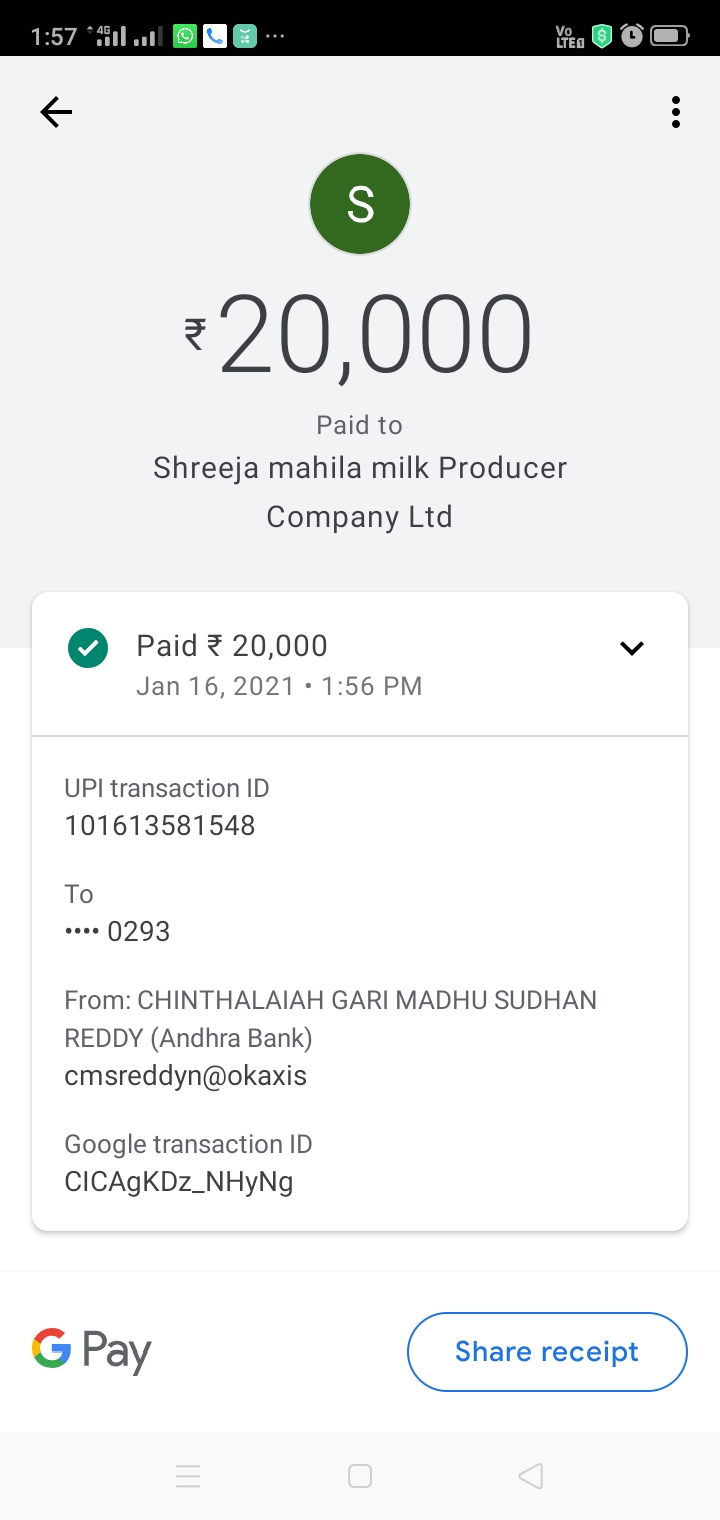 1:57 4G Vo LTE1
S
₹20,000
Paid to
Shreeja mahila milk Producer
Company Ltd
Paid ₹ 20,000
Jan 16, 2021 • 1:56 PM
UPI transaction ID
101613581548
To
•••• 0293
From: CHINTHALAIAH GARI MADHU SUDHAN
REDDY (Andhra Bank)
cmsreddyn@okaxis
Google transaction ID
CICAgKDz_NHyNg
G Pay Share receipt